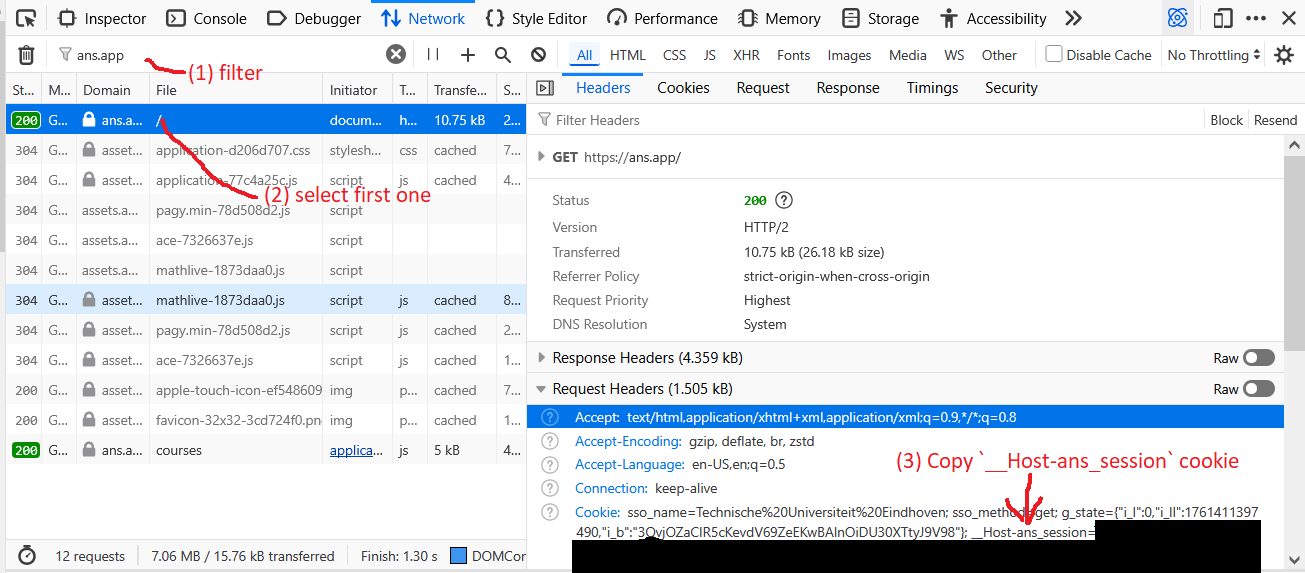 Inspector Console Debugger Network Style Editor Performance Memory Storage Accessibility
ans.app All HTML CSS JS XHR Fonts Images Media WS Other Disable Cache No Throttling
(1) filter
St... M... Domain File Initiator T... Transfe... S...
Headers Cookies Request Response Timings Security
200 G... ans.a... / docum... h... 10.75 kB 2...
304 G... asset... application-d206d707.css stylesh... css cached 7...
304 G... asset... application-77c4a25c.js script js cached 4...
(2) select first one
304 G... assets.a... pagy.min-78d508d2.js script
304 G... assets.a... ace-7326637e.js script
304 G... assets.a... mathlive-1873daa0.js script
304 G... asset... mathlive-1873daa0.js script js cached 8...
304 G... asset... pagy.min-78d508d2.js script js cached 2...
304 G... asset... ace-7326637e.js script js cached 1...
200 G... asset... apple-touch-icon-ef548609 img p... cached 7...
200 G... asset... favicon-32x32-3cd724f0.pn img p... cached 1...
200 G... ans.a... courses applica... js 5 kB 4...
12 requests 7.06 MB / 15.76 kB transferred Finish: 1.30 s DOMCon
Filter Headers Block Resend
GET https://ans.app/
Status 200
Version HTTP/2
Transferred 10.75 kB (26.18 kB size)
Referrer Policy strict-origin-when-cross-origin
Request Priority Highest
DNS Resolution System
Response Headers (4.359 kB) Raw
Request Headers (1.505 kB) Raw
Accept: text/html,application/xhtml+xml,application/xml;q=0.9,*/*;q=0.8
Accept-Encoding: gzip, deflate, br, zstd
Accept-Language: en-US,en;q=0.5
(3) Copy `__Host-ans_session` cookie
Connection: keep-alive
Cookie: sso_name=Technische%20Universiteit%20Eindhoven; sso_method=get; g_state={"i_l":0,"i_ll":1761411397
490,"i_b":"3QvjOZaClR5cKevdV69ZeEKwBAlnOiDU30XTtyJ9V98"}; __Host-ans_session=